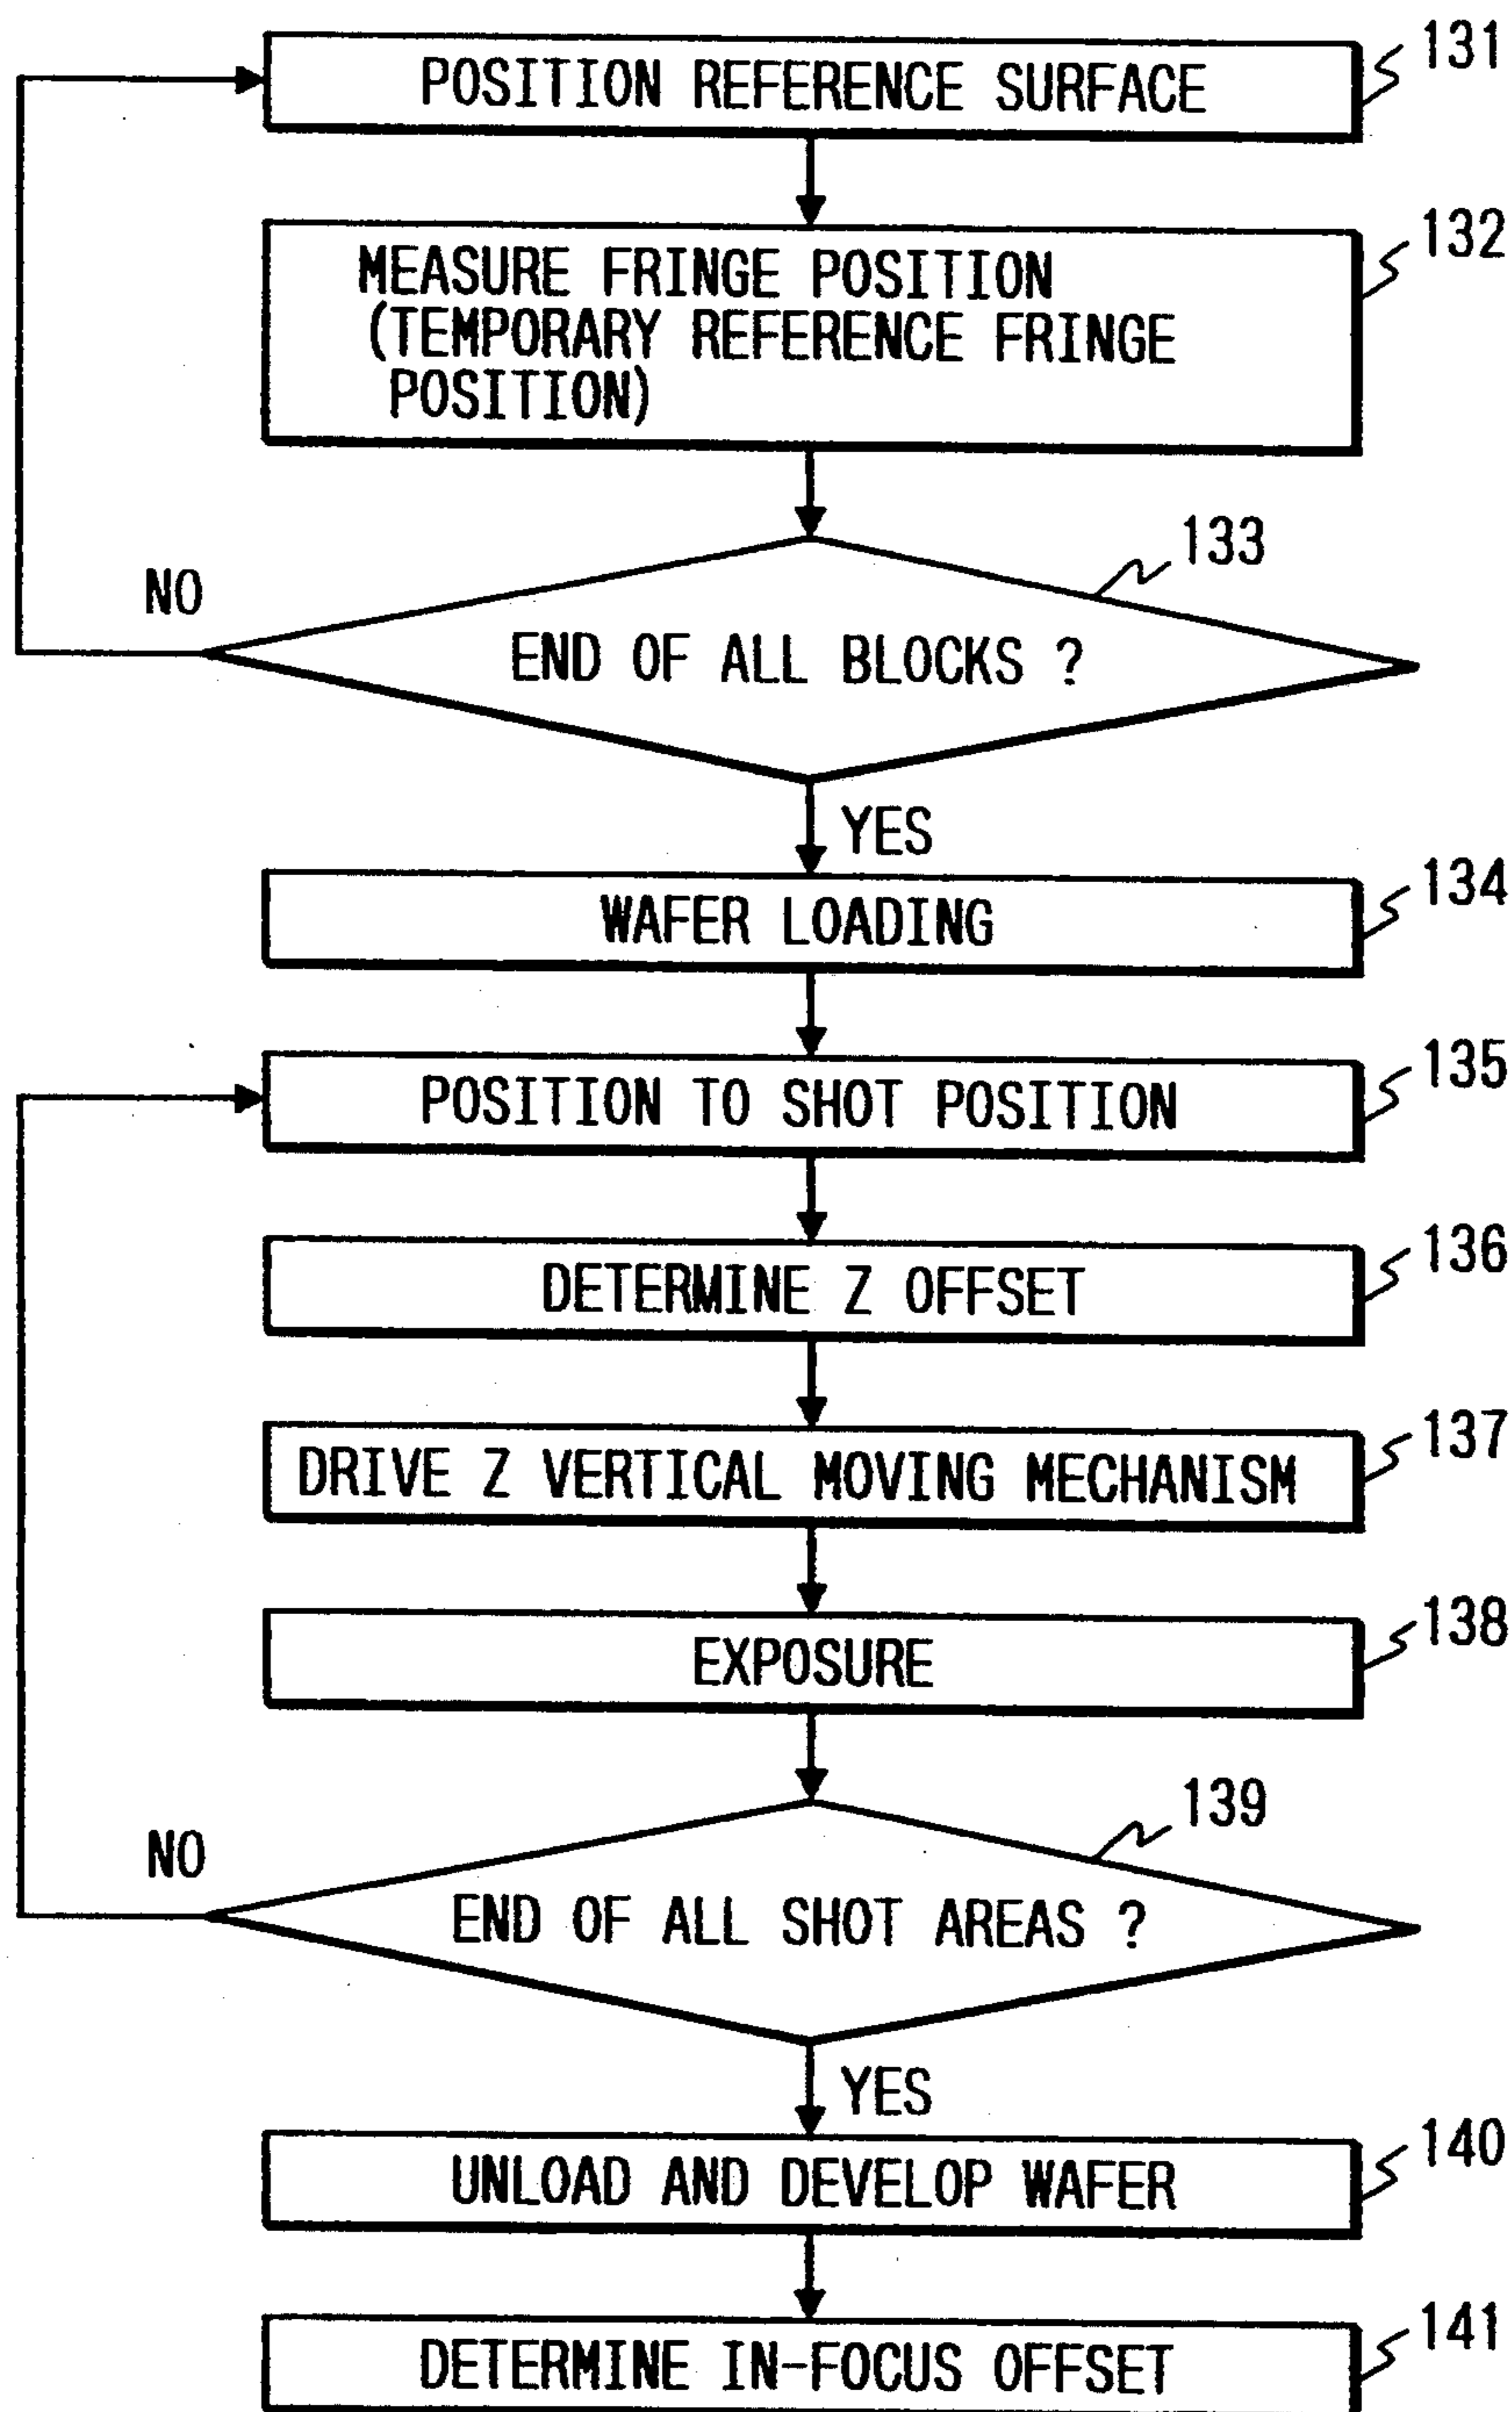 POSITION REFERENCE SURFACE
131
MEASURE FRINGE POSITION
(TEMPORARY REFERENCE FRINGE
POSITION)
132
133
NO
END OF ALL BLOCKS ?
YES
WAFER LOADING
134
POSITION TO SHOT POSITION
135
DETERMINE Z OFFSET
136
DRIVE Z VERTICAL MOVING MECHANISM
137
EXPOSURE
138
139
NO
END OF ALL SHOT AREAS ?
YES
UNLOAD AND DEVELOP WAFER
140
DETERMINE IN-FOCUS OFFSET
141